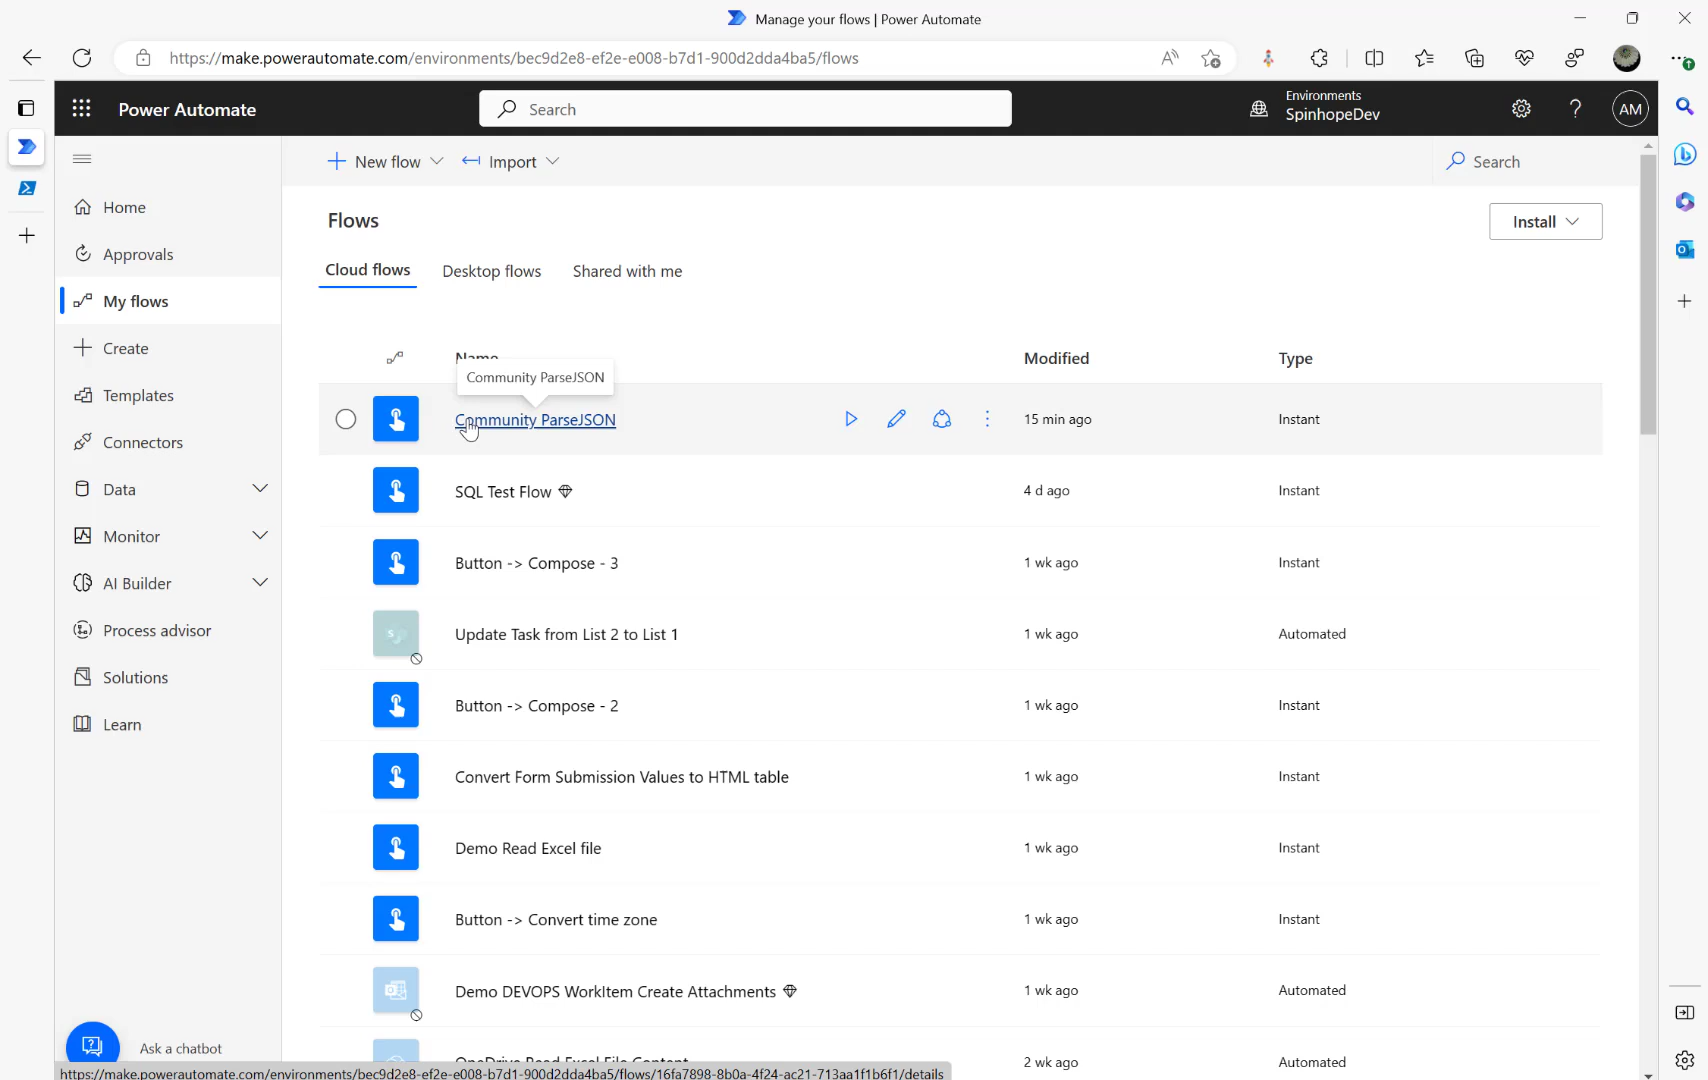 Manage your flows | Power Automate
https://make.powerautomate.com/environments/bec9d2e8-ef2e-e008-b7d1-900d2dda4ba5/flows
Power Automate
Search
Environments
SpinhopeDev
AM
New flow
Import
Search
Home
Approvals
My flows
Create
Templates
Connectors
Data
Monitor
AI Builder
Process advisor
Solutions
Learn
Ask a chatbot
Flows
Install
Cloud flows
Desktop flows
Shared with me
Name
Modified
Type
Community ParseJSON
Community ParseJSON
15 min ago
Instant
SQL Test Flow
4 d ago
Instant
Button -> Compose - 3
1 wk ago
Instant
Update Task from List 2 to List 1
1 wk ago
Automated
Button -> Compose - 2
1 wk ago
Instant
Convert Form Submission Values to HTML table
1 wk ago
Instant
Demo Read Excel file
1 wk ago
Instant
Button -> Convert time zone
1 wk ago
Instant
Demo DEVOPS WorkItem Create Attachments
1 wk ago
Automated
OneDrive Read Excel File Content
2 wk ago
Automated
https://make.powerautomate.com/environments/bec9d2e8-ef2e-e008-b7d1-900d2dda4ba5/flows/16fa7898-8b0a-4f24-ac21-713aa1f1b6f1/details